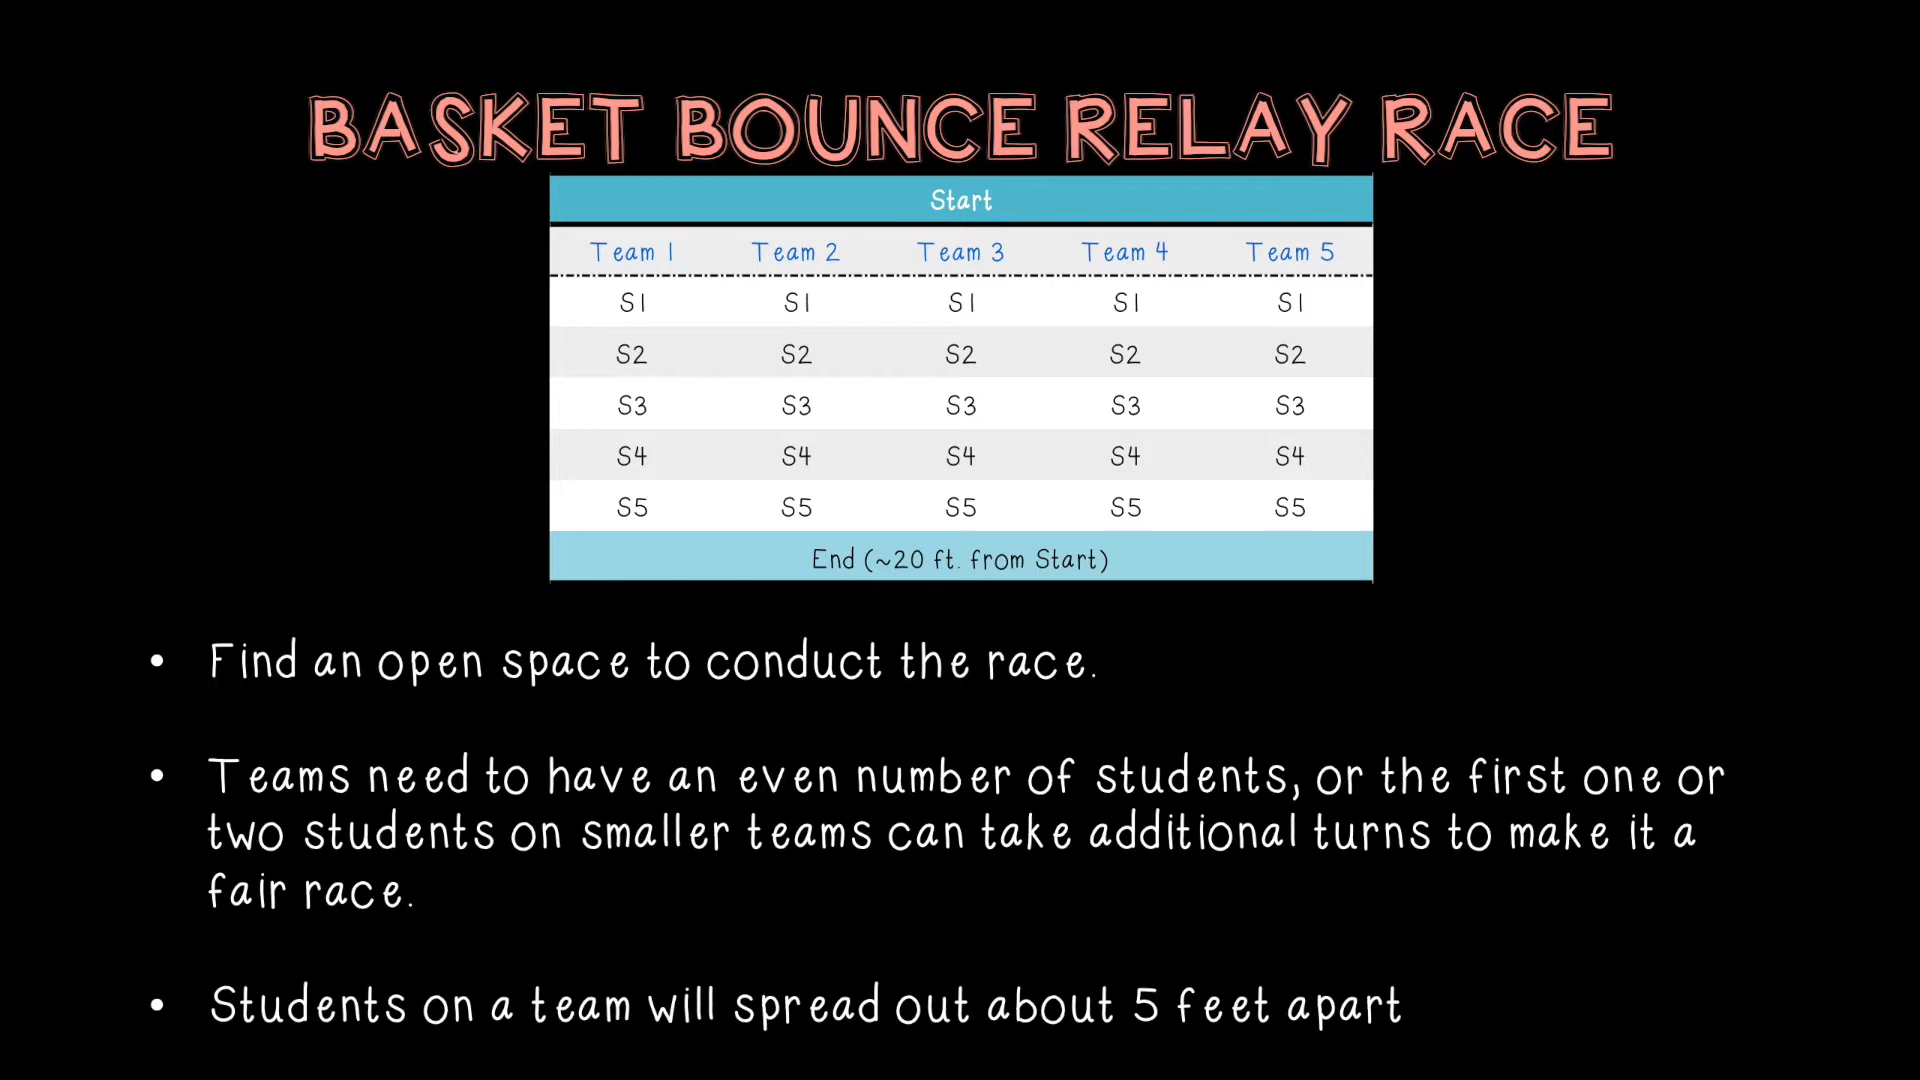 BASKET BOUNCE RELAY RACE
Start
Team 1 Team 2 Team 3 Team 4 Team 5
S1 S1 S1 S1 S1
S2 S2 S2 S2 S2
S3 S3 S3 S3 S3
S4 S4 S4 S4 S4
S5 S5 S5 S5 S5
End (~20 ft. from Start)
• Find an open space to conduct the race.
• Teams need to have an even number of students, or the first one or
two students on smaller teams can take additional turns to make it a
fair race.
• Students on a team will spread out about 5 feet apart